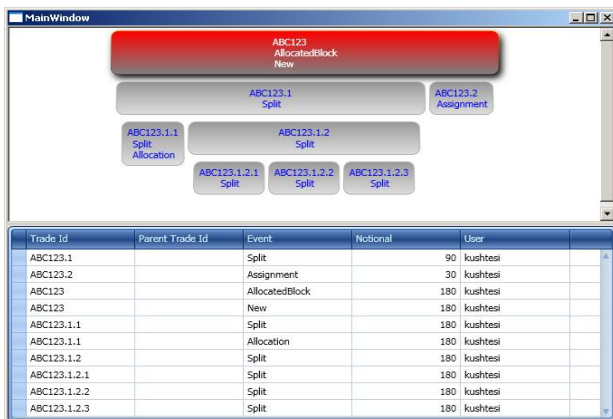 MainWindow
ABC123
AllocatedBlock
New
ABC123.1
Split
ABC123.2
Assignment
ABC123.1.1
Split
Allocation
ABC123.1.2
Split
ABC123.1.2.1
Split
ABC123.1.2.2
Split
ABC123.1.2.3
Split
Trade Id Parent Trade Id Event Notional User
ABC123.1 Split 90 kushtesi
ABC123.2 Assignment 30 kushtesi
ABC123 AllocatedBlock 180 kushtesi
ABC123 New 180 kushtesi
ABC123.1.1 Split 180 kushtesi
ABC123.1.1 Allocation 180 kushtesi
ABC123.1.2 Split 180 kushtesi
ABC123.1.2.1 Split 180 kushtesi
ABC123.1.2.2 Split 180 kushtesi
ABC123.1.2.3 Split 180 kushtesi